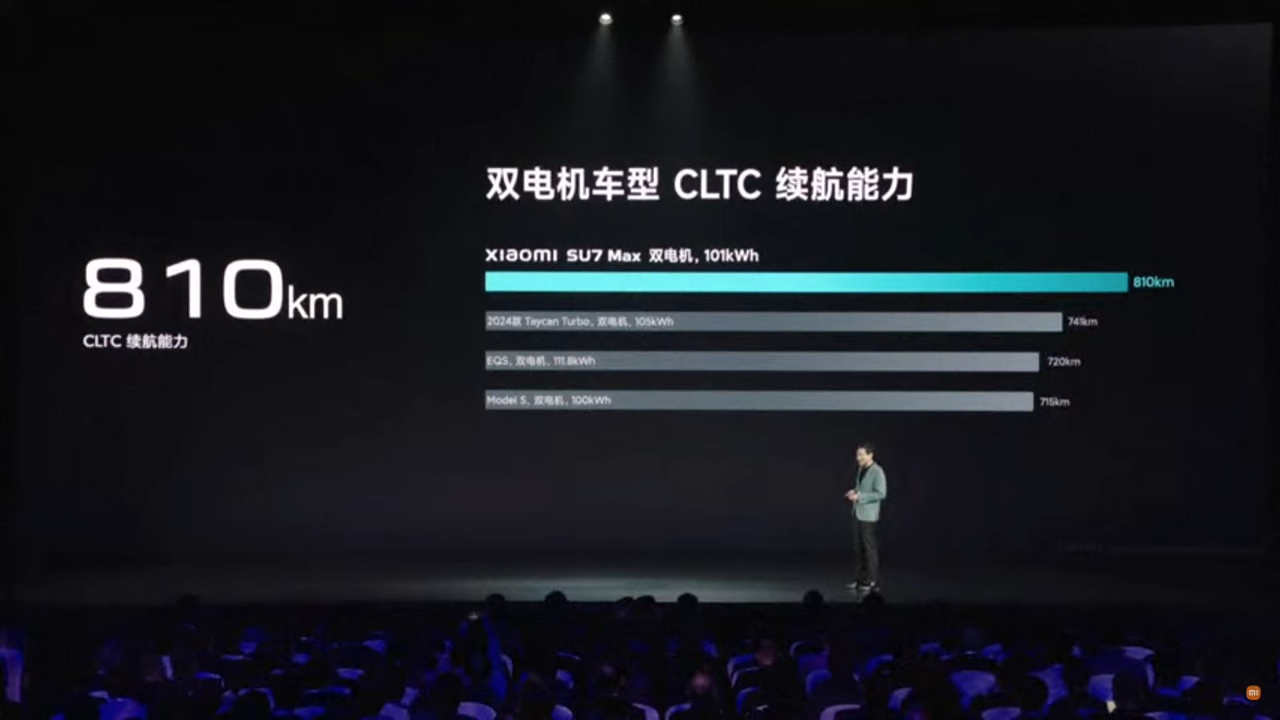 双电机车型 CLTC 续航能力
810km
CLTC 续航能力
XIAOMI SU7 Max 双电机, 101kWh
810km
2024款 Taycan Turbo, 双电机, 105kWh
741km
EQS, 双电机, 111.8kWh
720km
Model S, 双电机, 100kWh
715km
mi